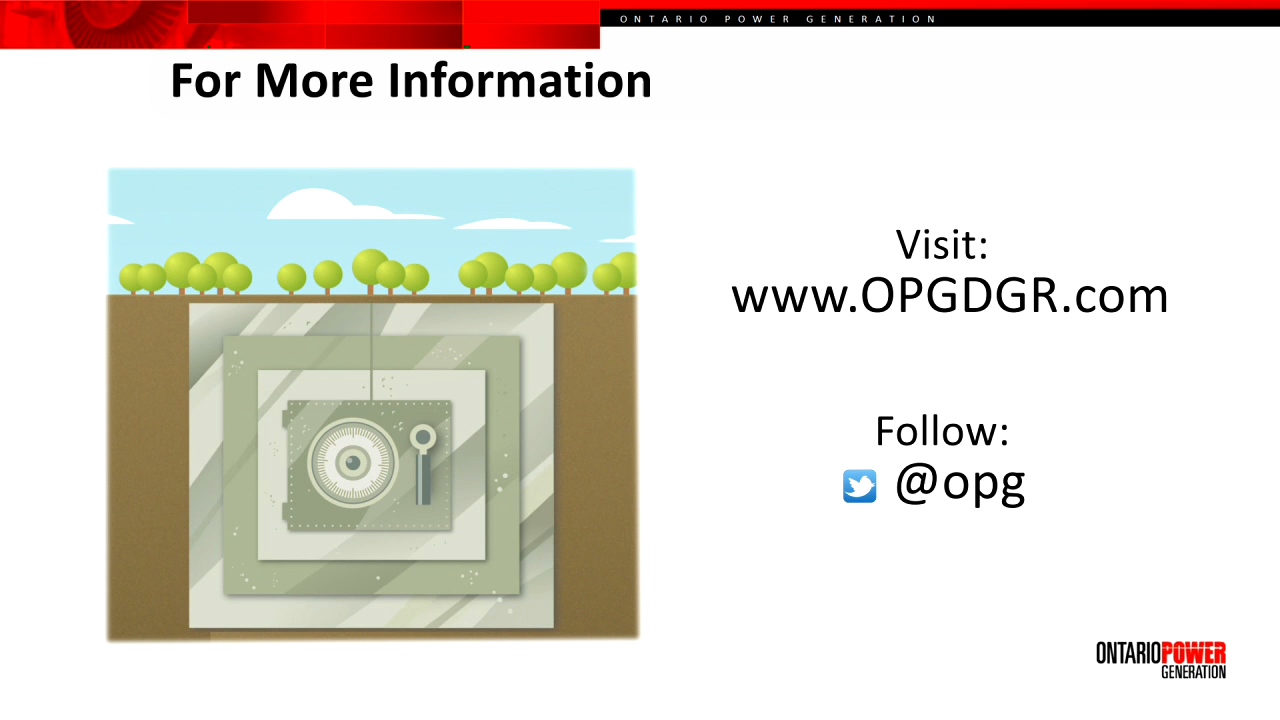 ONTARIO POWER GENERATION
For More Information
Visit:
www.OPGDGR.com
Follow:
@opg
ONTARIOPOWER
GENERATION